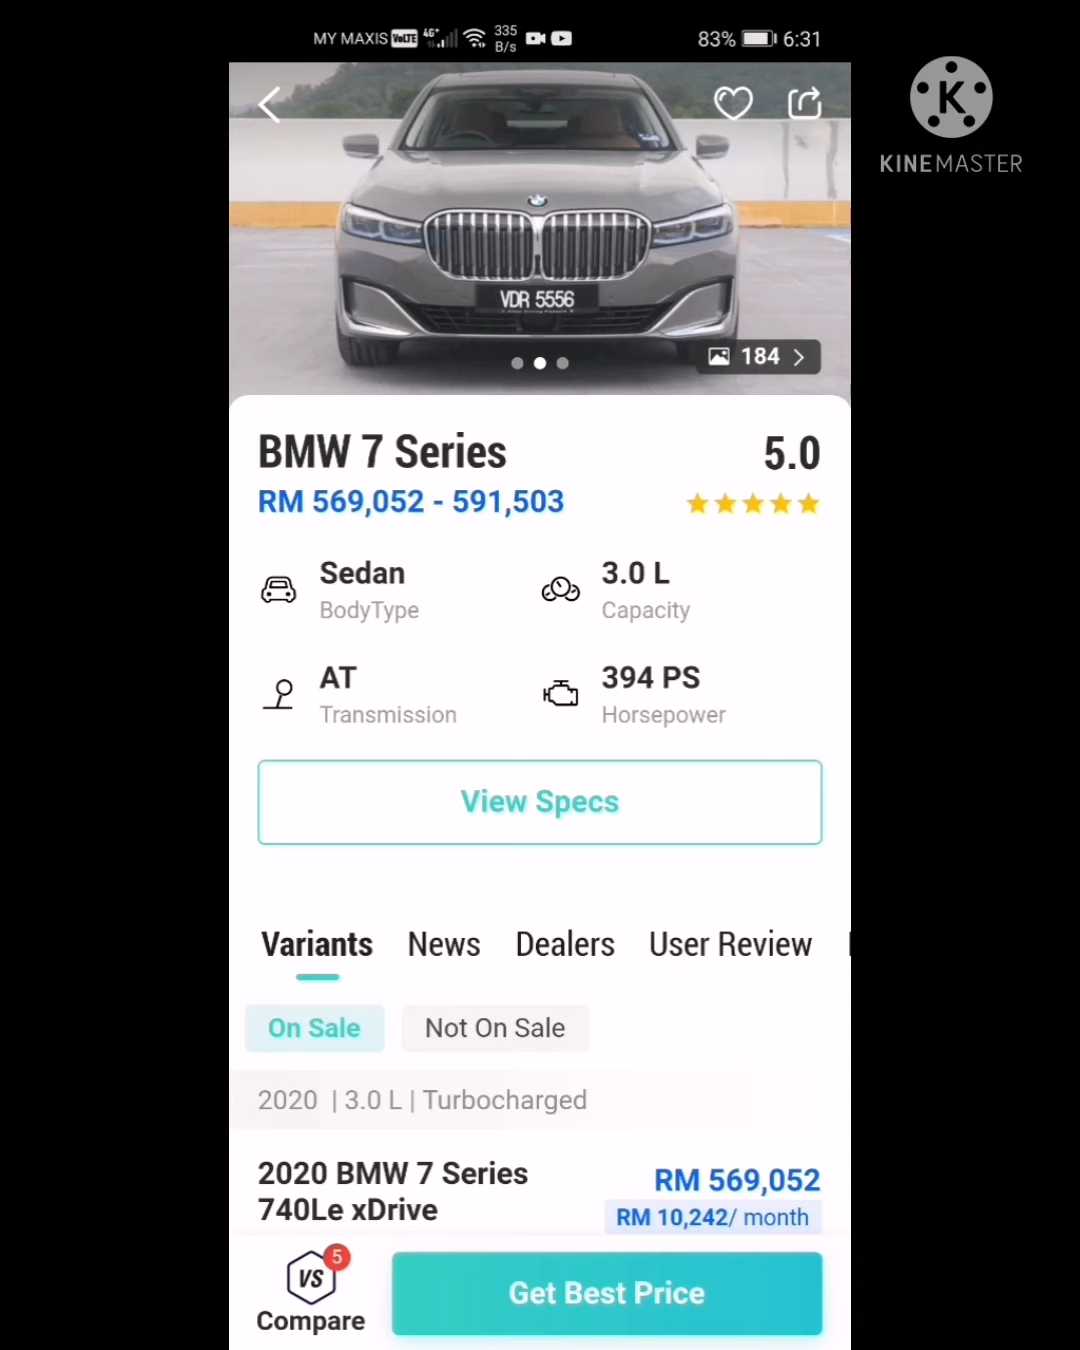 MY MAXIS VoLTE 4G+ 335 B/s 83% 6:31
K
KINEMASTER
VDR 5556
184
BMW 7 Series 5.0
RM 569,052 - 591,503
Sedan 3.0 L
BodyType Capacity
AT 394 PS
Transmission Horsepower
View Specs
Variants News Dealers User Review
On Sale Not On Sale
2020 | 3.0 L | Turbocharged
2020 BMW 7 Series RM 569,052
740Le xDrive RM 10,242/ month
VS 5
Compare Get Best Price